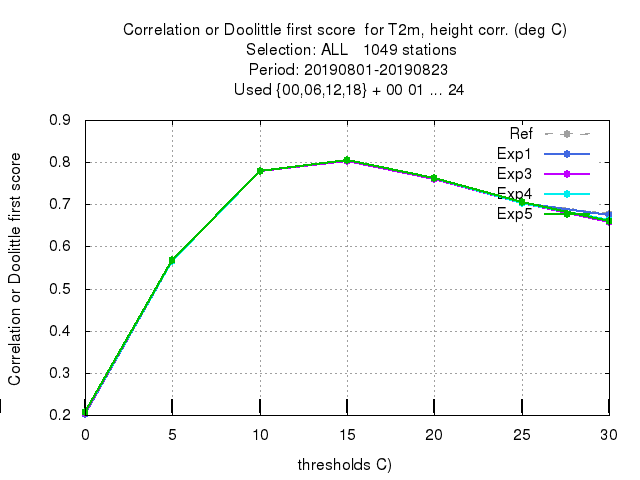 Correlation or Doolittle first score  for T2m, height corr. (deg C)
Selection: ALL   1049 stations
Period: 20190801-20190823
Used {00,06,12,18} + 00 01 ... 24
Correlation or Doolittle first score
0.9
0.8
0.7
0.6
0.5
0.4
0.3
0.2
Ref
Exp1
Exp3
Exp4
Exp5
0 5 10 15 20 25 30
thresholds C)